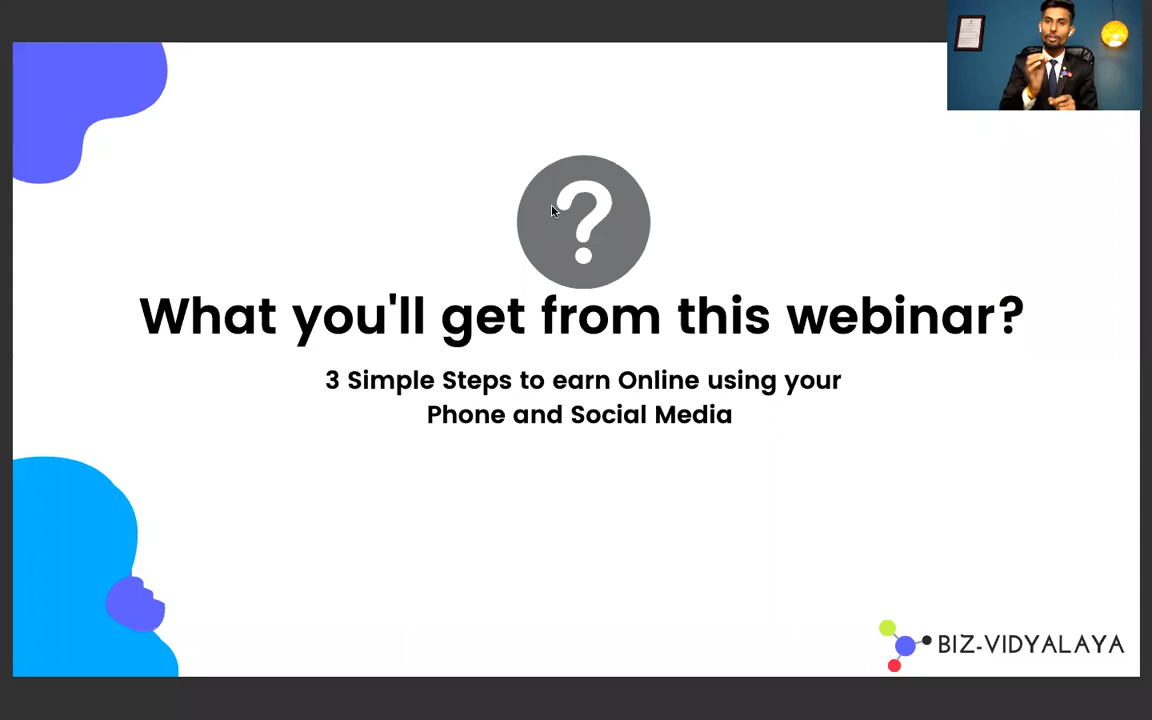 What you'll get from this webinar?
3 Simple Steps to earn Online using your
Phone and Social Media
BIZ-VIDYALAYA